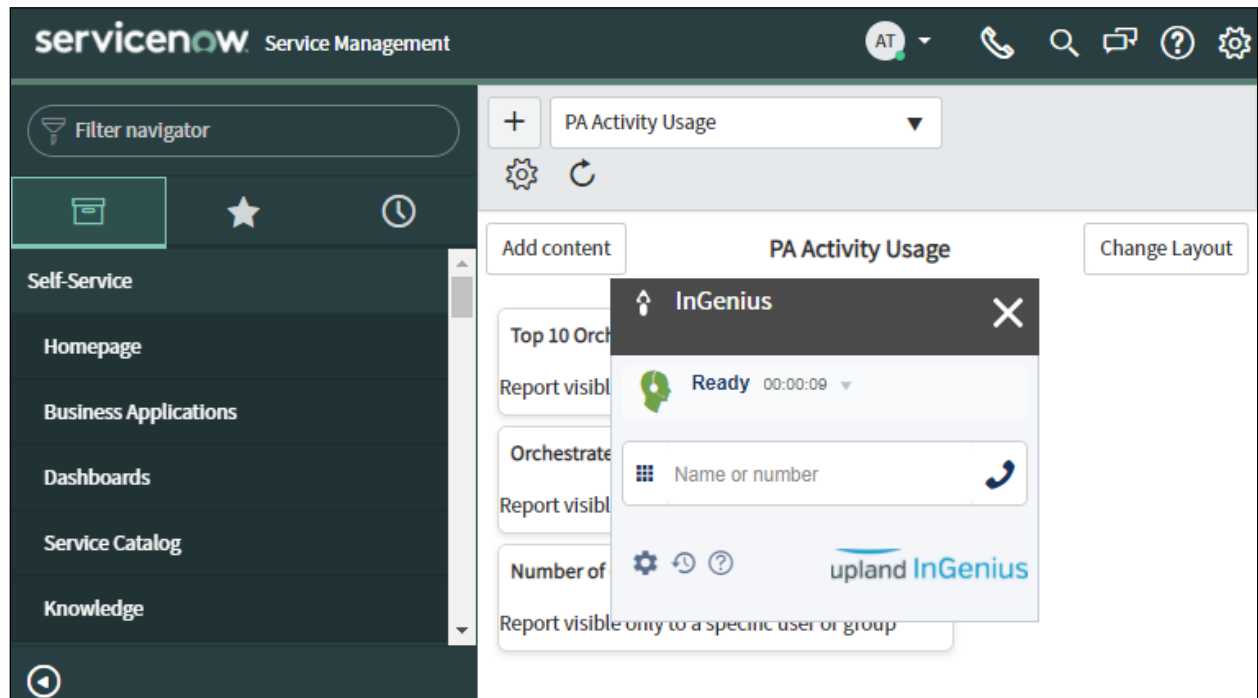 servicenow Service Management
AT
Filter navigator
PA Activity Usage
Add content
PA Activity Usage
Change Layout
Self-Service
Homepage
Business Applications
Dashboards
Service Catalog
Knowledge
InGenius
Ready 00:00:09
Name or number
upland InGenius
Top 10 Orch
Report visibl
Orchestrate
Report visibl
Number of
Report visible only to a specific user or group